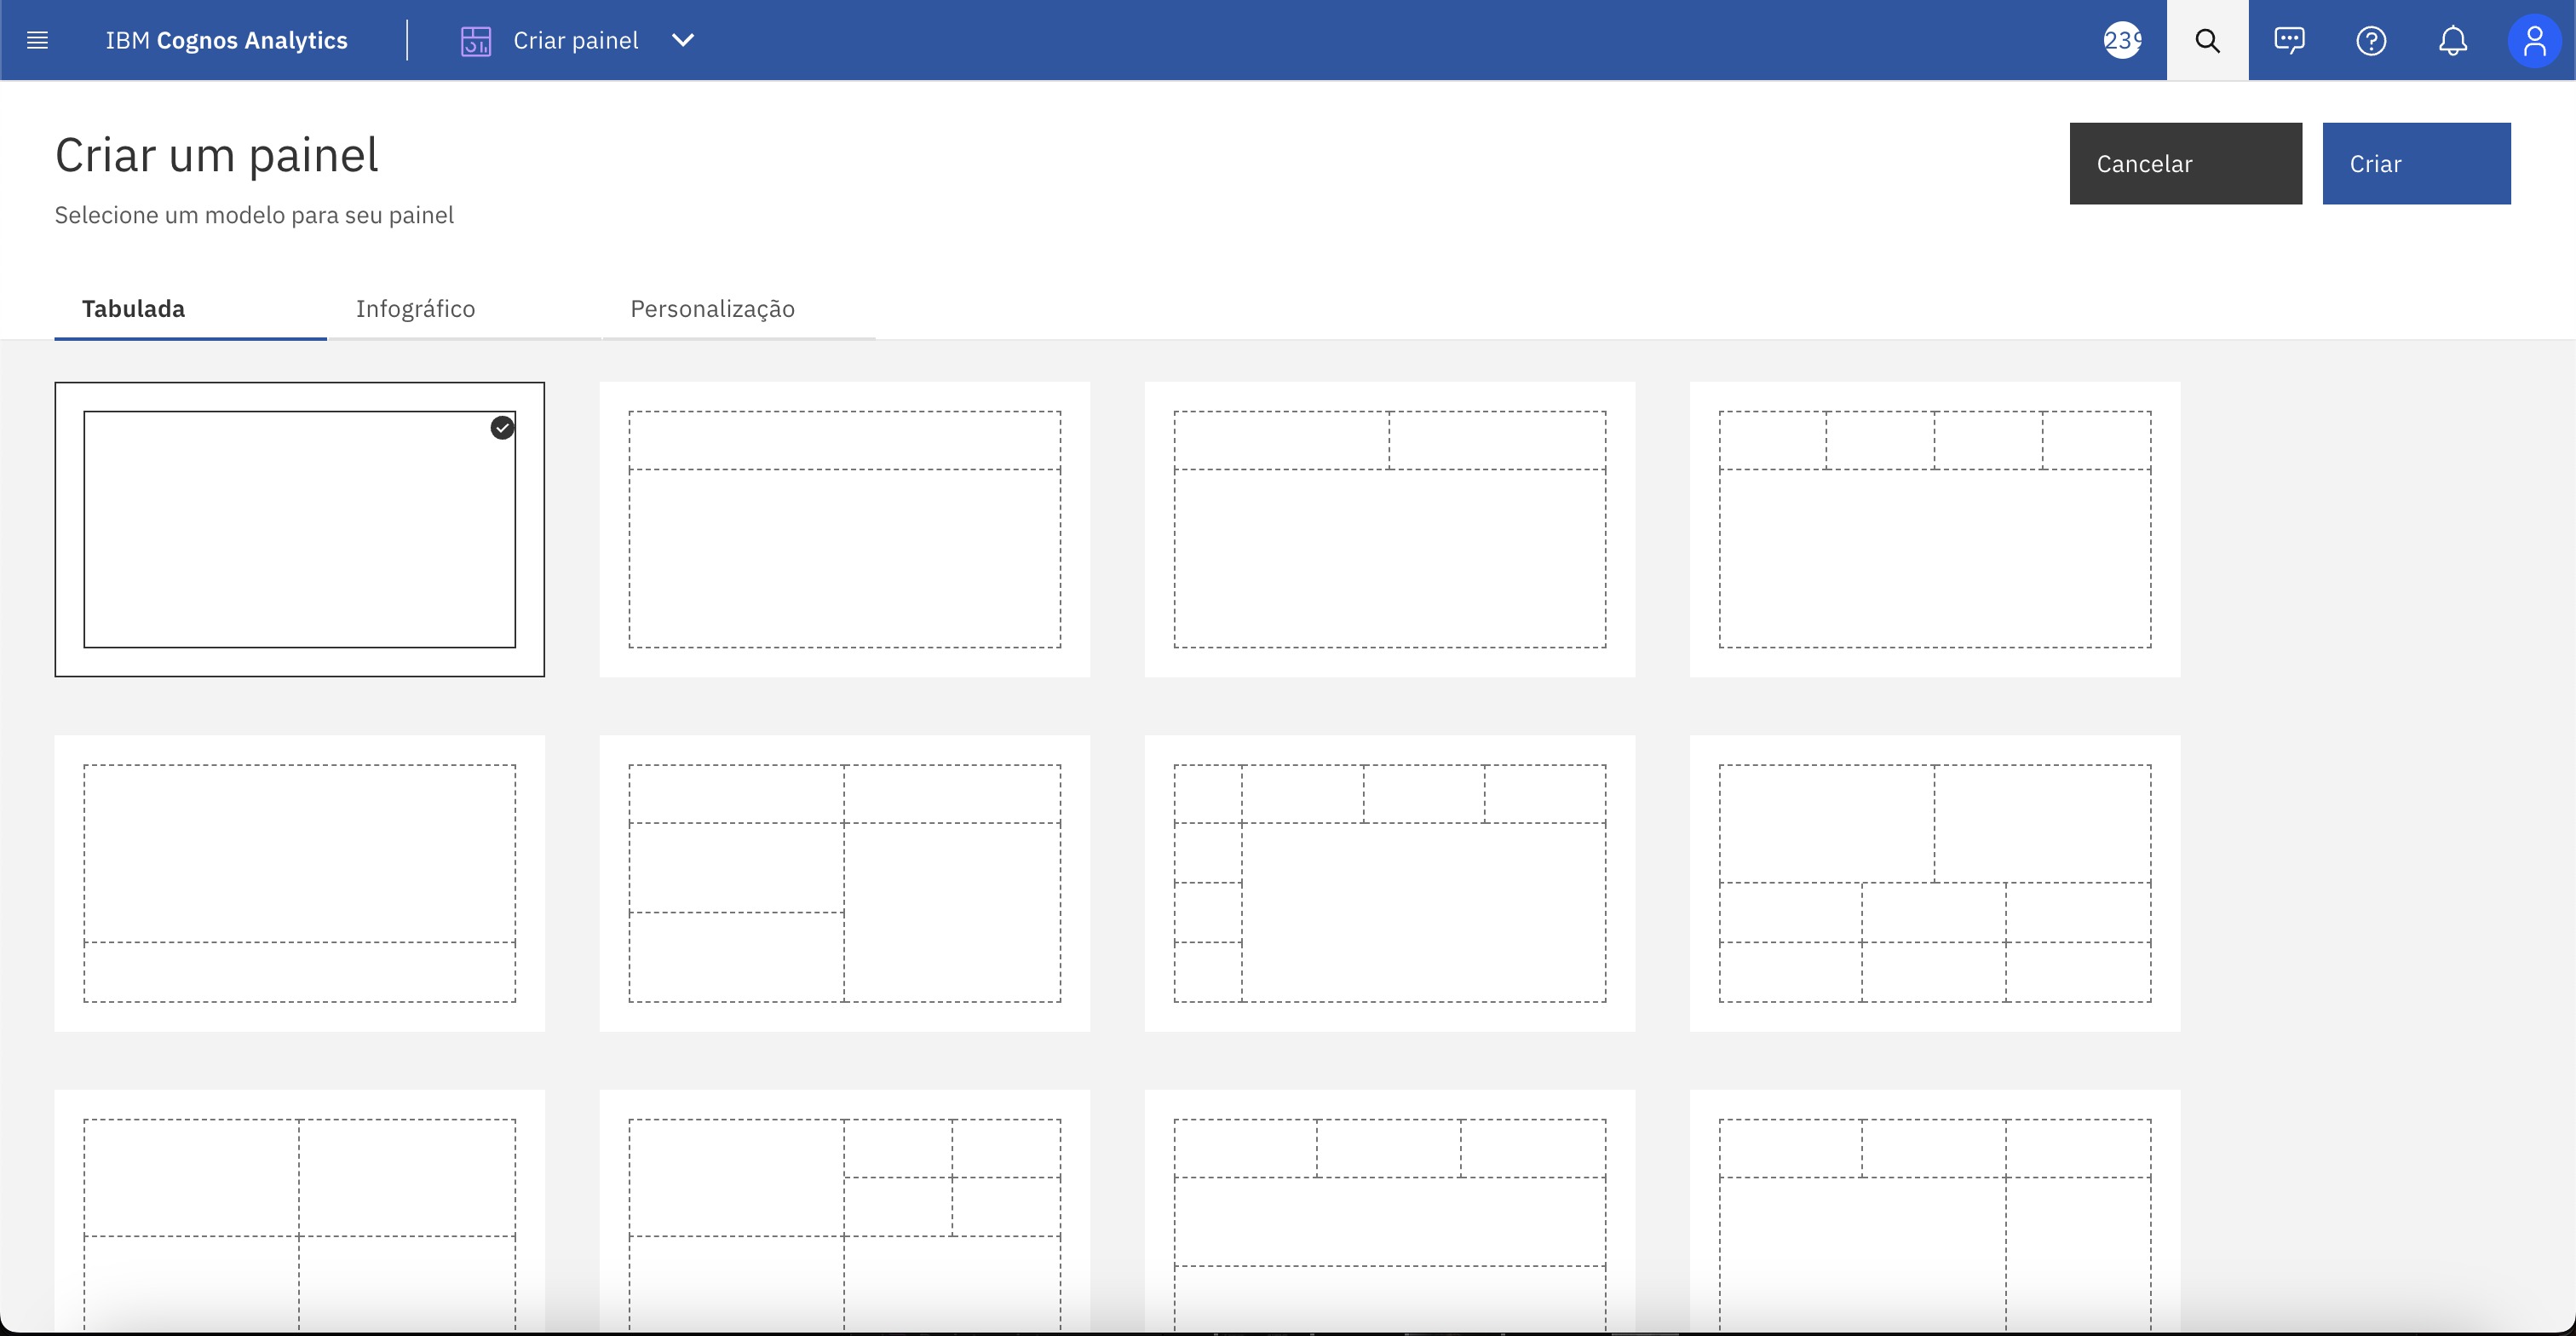 IBM Cognos Analytics
Criar painel
Criar um painel
Cancelar
Criar
Selecione um modelo para seu painel
Tabulada
Infográfico
Personalização